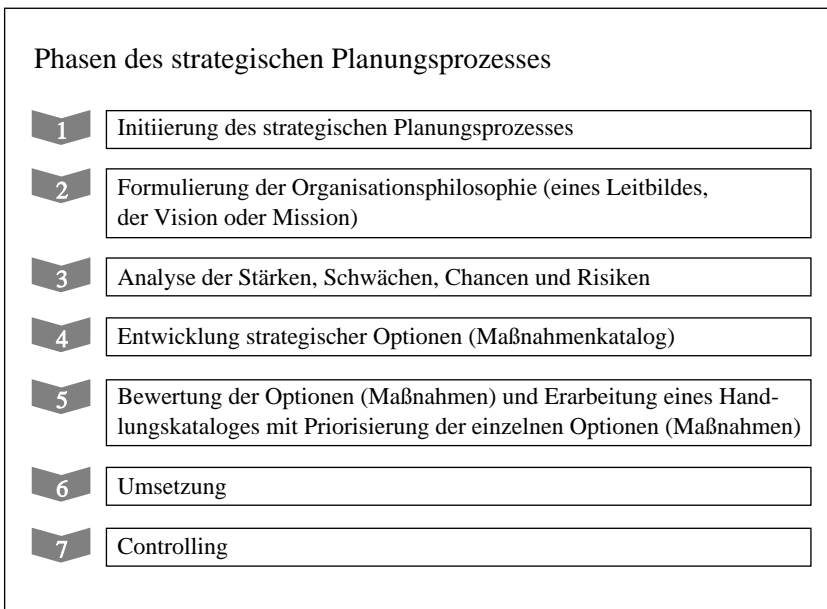 Phasen des strategischen Planungsprozesses
1 Initiierung des strategischen Planungsprozesses
2 Formulierung der Organisationsphilosophie (eines Leitbildes,
der Vision oder Mission)
3 Analyse der Stärken, Schwächen, Chancen und Risiken
4 Entwicklung strategischer Optionen (Maßnahmenkatalog)
5 Bewertung der Optionen (Maßnahmen) und Erarbeitung eines Hand-
lungskataloges mit Priorisierung der einzelnen Optionen (Maßnahmen)
6 Umsetzung
7 Controlling